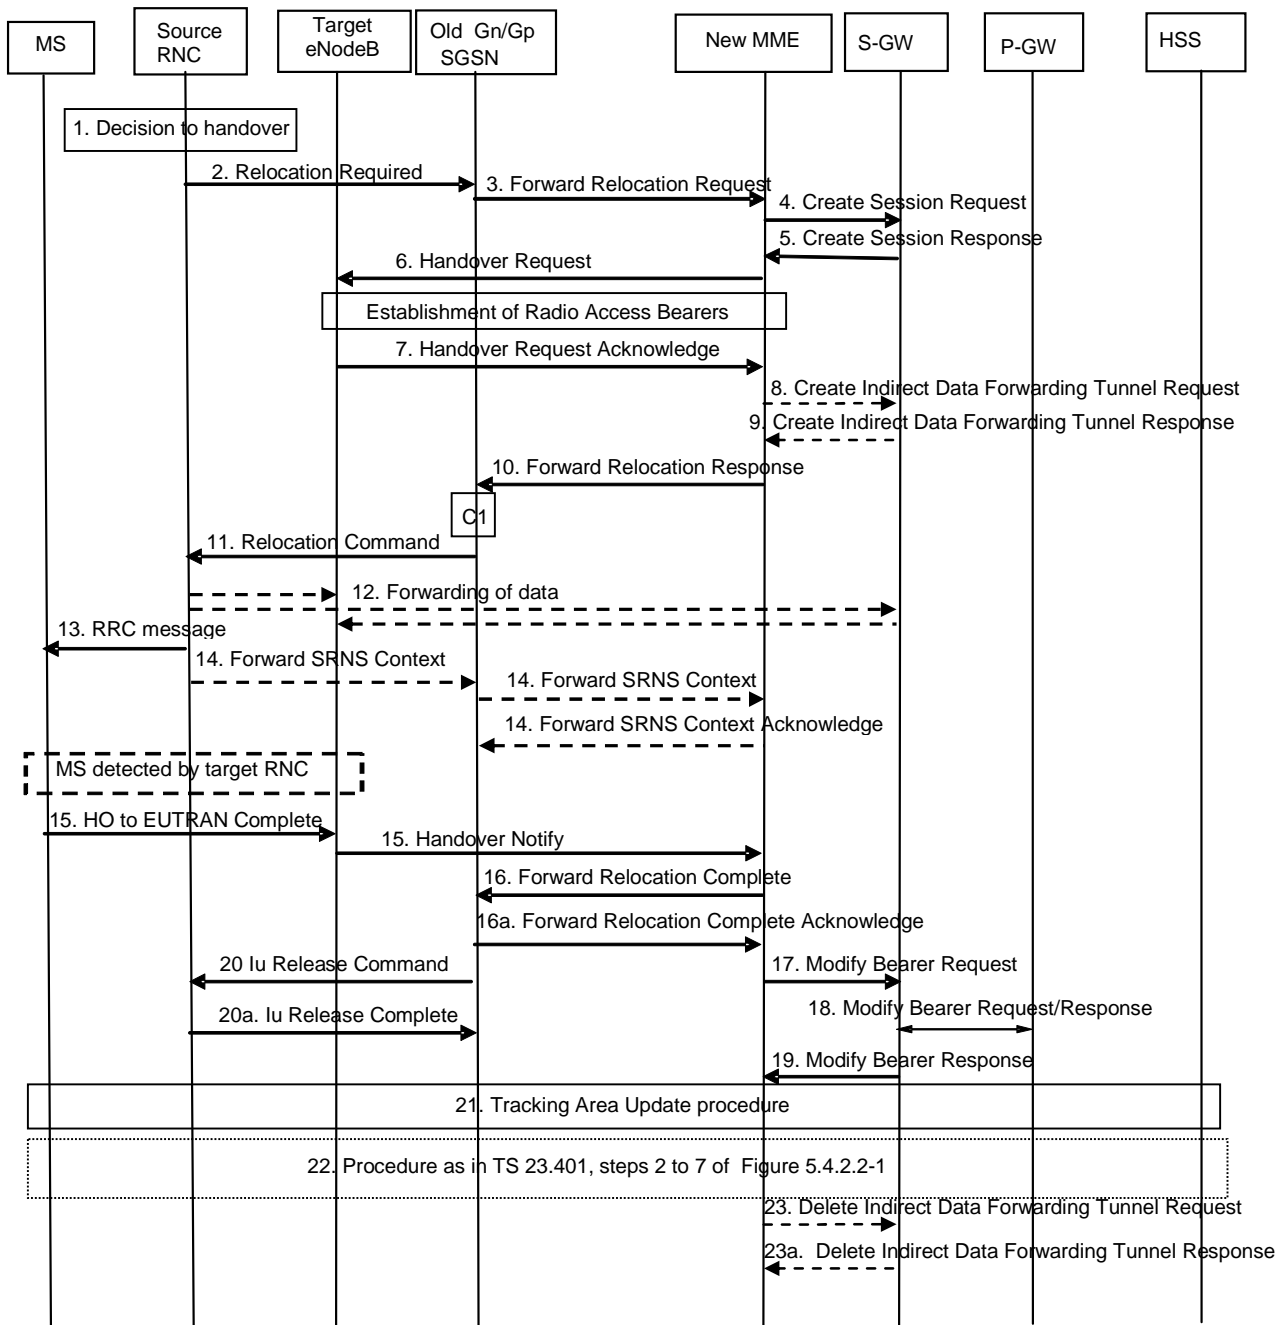 MS
Source
RNC
Target
eNodeB
Old Gn/Gp
SGSN
New MME
S-GW
P-GW
HSS
1. Decision to handover
2. Relocation Required
3. Forward Relocation Request
4. Create Session Request
5. Create Session Response
6. Handover Request
Establishment of Radio Access Bearers
7. Handover Request Acknowledge
8. Create Indirect Data Forwarding Tunnel Request
9. Create Indirect Data Forwarding Tunnel Response
10. Forward Relocation Response
C1
11. Relocation Command
12. Forwarding of data
13. RRC message
14. Forward SRNS Context
14. Forward SRNS Context
14. Forward SRNS Context Acknowledge
MS detected by target RNC
15. HO to EUTRAN Complete
15. Handover Notify
16. Forward Relocation Complete
16a. Forward Relocation Complete Acknowledge
20 Iu Release Command
17. Modify Bearer Request
20a. Iu Release Complete
18. Modify Bearer Request/Response
19. Modify Bearer Response
21. Tracking Area Update procedure
22. Procedure as in TS 23.401, steps 2 to 7 of Figure 5.4.2.2-1
23. Delete Indirect Data Forwarding Tunnel Request
23a. Delete Indirect Data Forwarding Tunnel Response